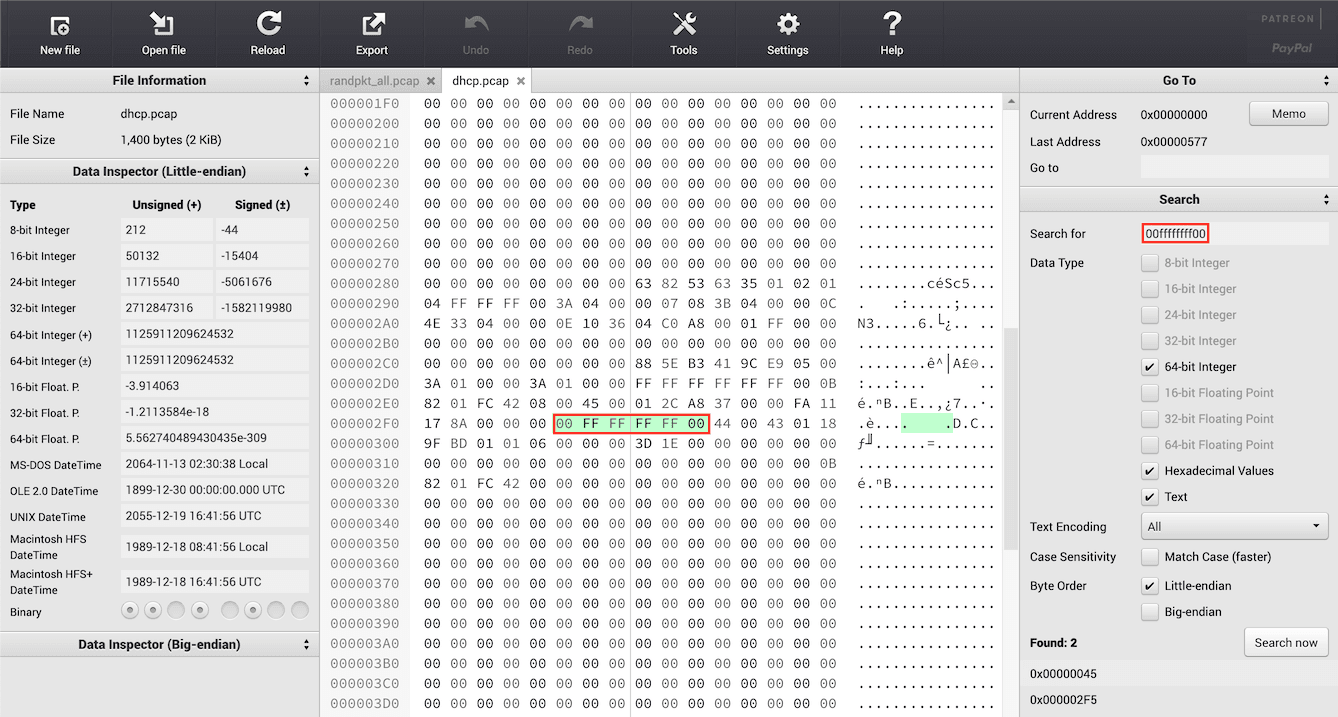 New file
Open file
Reload
Export
Undo
Redo
Tools
Settings
Help
PATREON
PayPal
File Information
File Name dhcp.pcap
File Size 1,400 bytes (2 KiB)
Data Inspector (Little-endian)
Type Unsigned (+) Signed (±)
8-bit Integer 212 -44
16-bit Integer 50132 -15404
24-bit Integer 11715540 -5061676
32-bit Integer 2712847316 -1582119980
64-bit Integer (+) 1125911209624532
64-bit Integer (±) 1125911209624532
16-bit Float. P. -3.914063
32-bit Float. P. -1.2113584e-18
64-bit Float. P. 5.562740489430435e-309
MS-DOS DateTime 2064-11-13 02:30:38 Local
OLE 2.0 DateTime 1899-12-30 00:00:00.000 UTC
UNIX DateTime 2055-12-19 16:41:56 UTC
Macintosh HFS
DateTime 1989-12-18 08:41:56 Local
Macintosh HFS+
DateTime 1989-12-18 16:41:56 UTC
Binary
Data Inspector (Big-endian)
randpkt_all.pcap dhcp.pcap
000001F0 00 00 00 00 00 00 00 00 00 00 00 00 00 00 00 00 ................
00000200 00 00 00 00 00 00 00 00 00 00 00 00 00 00 00 00 ................
00000210 00 00 00 00 00 00 00 00 00 00 00 00 00 00 00 00 ................
00000220 00 00 00 00 00 00 00 00 00 00 00 00 00 00 00 00 ................
00000230 00 00 00 00 00 00 00 00 00 00 00 00 00 00 00 00 ................
00000240 00 00 00 00 00 00 00 00 00 00 00 00 00 00 00 00 ................
00000250 00 00 00 00 00 00 00 00 00 00 00 00 00 00 00 00 ................
00000260 00 00 00 00 00 00 00 00 00 00 00 00 00 00 00 00 ................
00000270 00 00 00 00 00 00 00 00 00 00 00 00 00 00 00 00 ................
00000280 00 00 00 00 00 00 00 00 63 82 53 63 35 01 02 01 ........céSc5...
00000290 04 FF FF FF 00 3A 04 00 00 07 08 3B 04 00 00 0C .   .:.....;....
000002A0 4E 33 04 00 00 0E 10 36 04 C0 A8 00 01 FF 00 00 N3.....6.└¿.. ..
000002B0 00 00 00 00 00 00 00 00 00 00 00 00 00 00 00 00 ................
000002C0 00 00 00 00 00 00 00 00 88 5E B3 41 9C E9 05 00 ........ê^│A£Θ..
000002D0 3A 01 00 00 3A 01 00 00 FF FF FF FF FF FF 00 0B :...:...      ..
000002E0 82 01 FC 42 08 00 45 00 01 2C A8 37 00 00 FA 11 é.ⁿB..E..,¿7..·.
000002F0 17 8A 00 00 00 00 FF FF FF FF 00 44 00 43 01 18 .è....    .D.C..
00000300 9F BD 01 01 06 00 00 00 3D 1E 00 00 00 00 00 00 ƒ╜......=.......
00000310 00 00 00 00 00 00 00 00 00 00 00 00 00 00 00 0B ................
00000320 82 01 FC 42 00 00 00 00 00 00 00 00 00 00 00 00 é.ⁿB............
00000330 00 00 00 00 00 00 00 00 00 00 00 00 00 00 00 00 ................
00000340 00 00 00 00 00 00 00 00 00 00 00 00 00 00 00 00 ................
00000350 00 00 00 00 00 00 00 00 00 00 00 00 00 00 00 00 ................
00000360 00 00 00 00 00 00 00 00 00 00 00 00 00 00 00 00 ................
00000370 00 00 00 00 00 00 00 00 00 00 00 00 00 00 00 00 ................
00000380 00 00 00 00 00 00 00 00 00 00 00 00 00 00 00 00 ................
00000390 00 00 00 00 00 00 00 00 00 00 00 00 00 00 00 00 ................
000003A0 00 00 00 00 00 00 00 00 00 00 00 00 00 00 00 00 ................
000003B0 00 00 00 00 00 00 00 00 00 00 00 00 00 00 00 00 ................
000003C0 00 00 00 00 00 00 00 00 00 00 00 00 00 00 00 00 ................
000003D0 00 00 00 00 00 00 00 00 00 00 00 00 00 00 00 00 ................
Go To
Current Address 0x00000000 Memo
Last Address 0x00000577
Go to
Search
Search for 00ffffffff00
Data Type 8-bit Integer
16-bit Integer
24-bit Integer
32-bit Integer
64-bit Integer
16-bit Floating Point
32-bit Floating Point
64-bit Floating Point
Hexadecimal Values
Text
Text Encoding All
Case Sensitivity Match Case (faster)
Byte Order Little-endian
Big-endian
Found: 2 Search now
0x00000045
0x000002F5